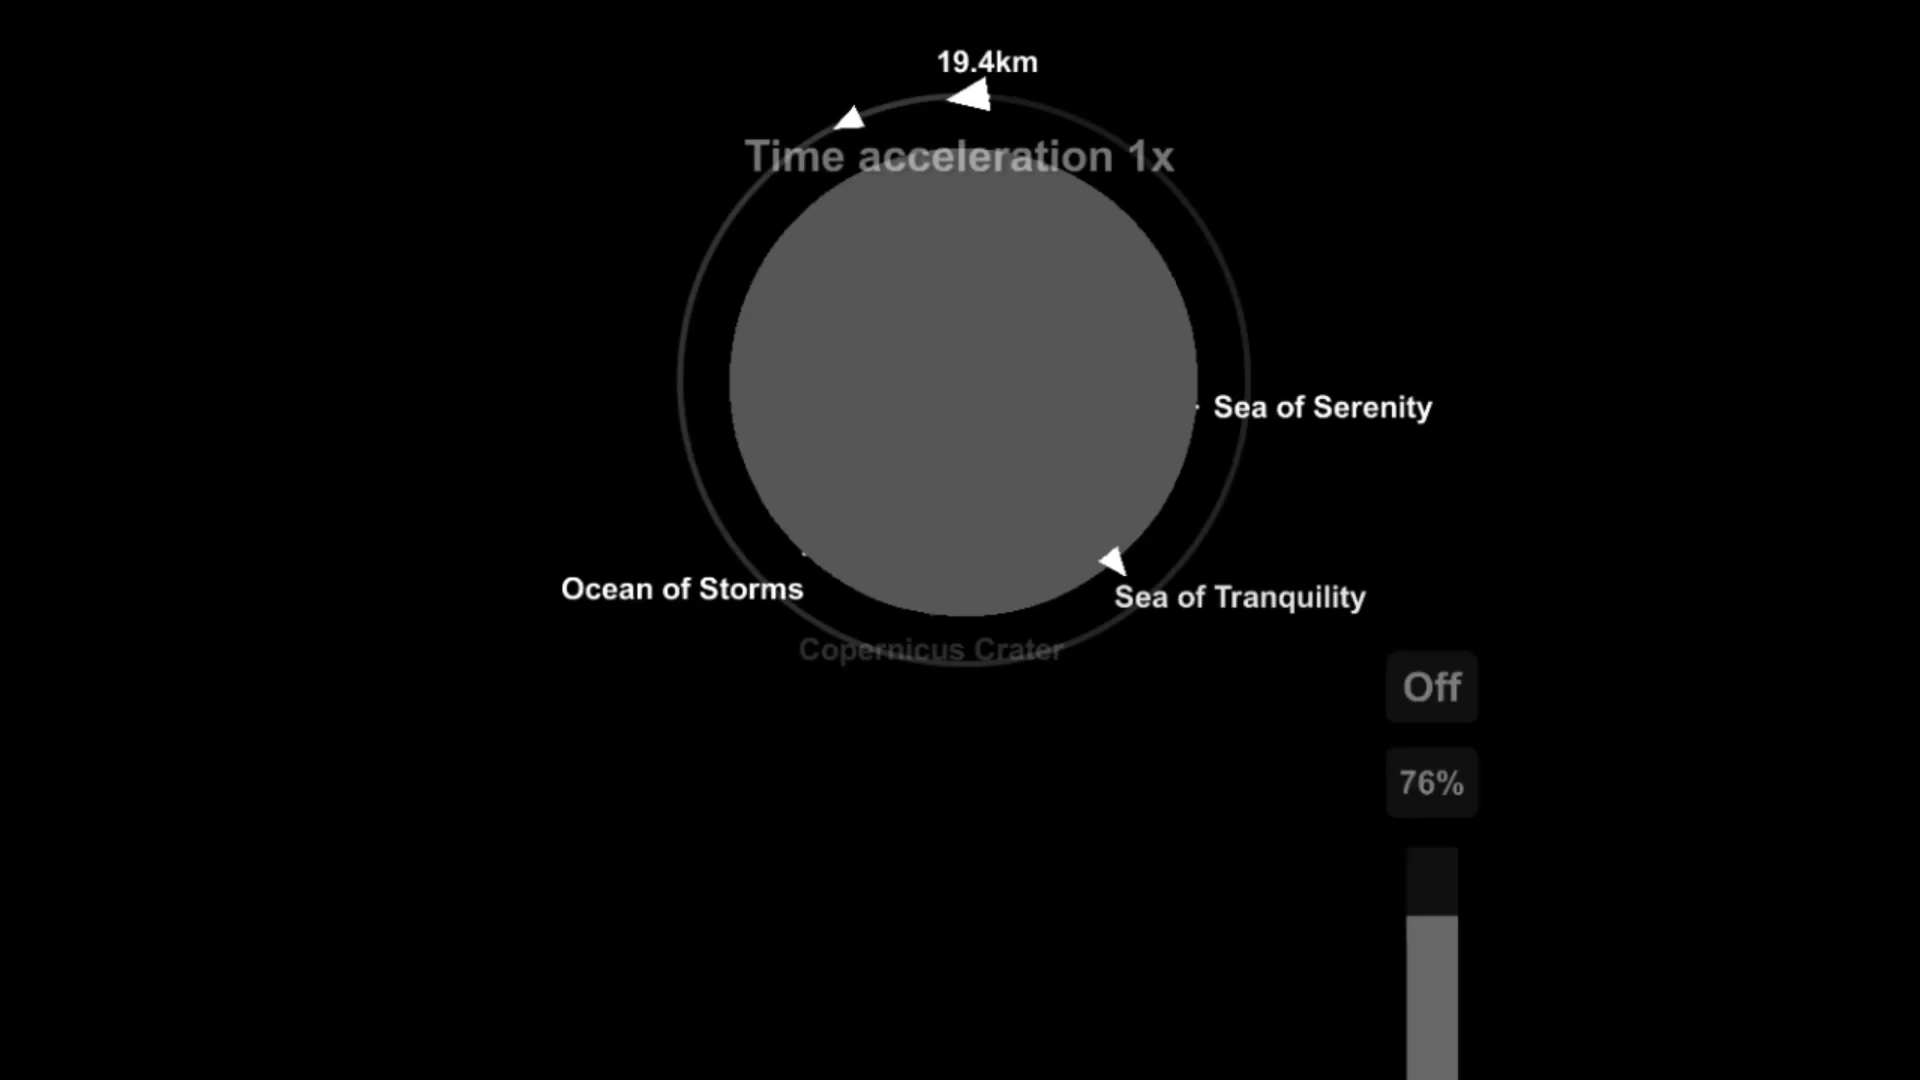 19.4km
Time acceleration 1x
Sea of Serenity
Ocean of Storms
Sea of Tranquility
Copernicus Crater
Off
76%